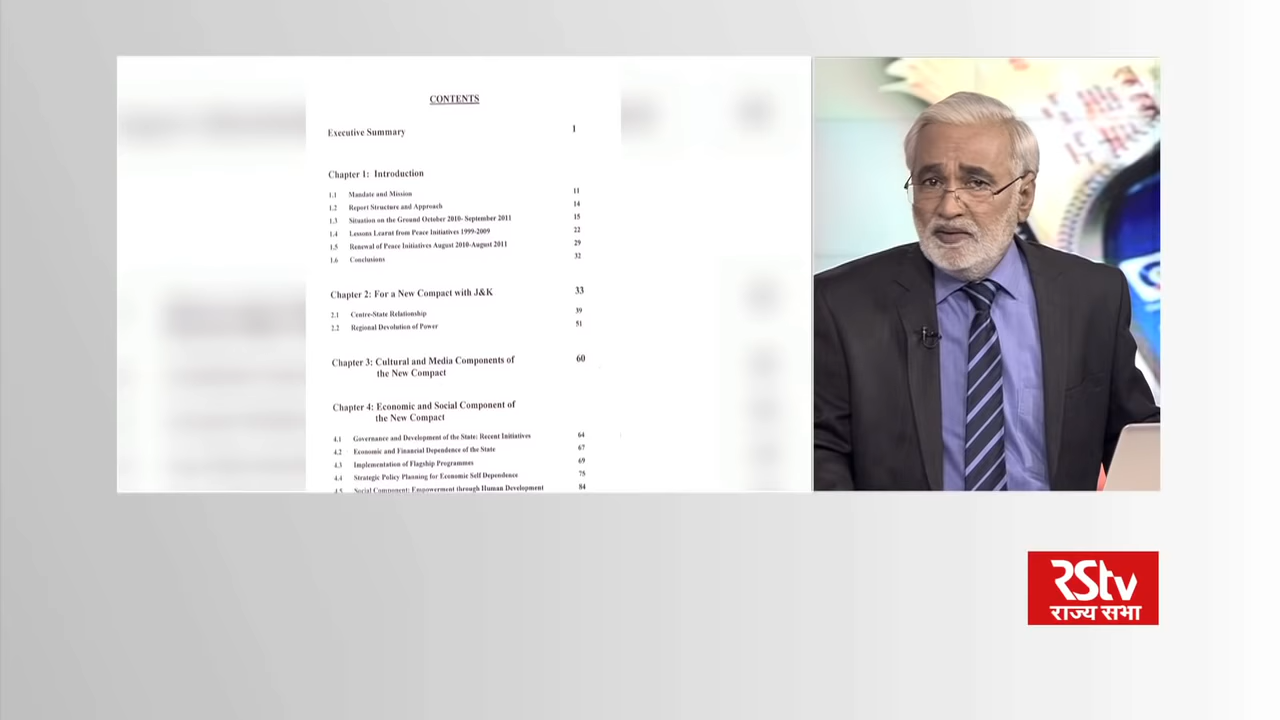 CONTENTS
Executive Summary 1
Chapter 1: Introduction
1.1 Mandate and Mission 11
1.2 Report Structure and Approach 14
1.3 Situation on the Ground October 2010- September 2011 15
1.4 Lessons Learnt from Peace Initiatives 1999-2009 22
1.5 Renewal of Peace Initiatives August 2010-August 2011 29
1.6 Conclusions 32
Chapter 2: For a New Compact with J&K 33
2.1 Centre-State Relationship 39
2.2 Regional Devolution of Power 51
Chapter 3: Cultural and Media Components of 60
the New Compact
Chapter 4: Economic and Social Component of
the New Compact
4.1 Governance and Development of the State: Recent Initiatives 64
4.2 Economic and Financial Dependence of the State 67
4.3 Implementation of Flagship Programmes 69
4.4 Strategic Policy Planning for Economic Self Dependence 75
4.5 Social Component: Empowerment through Human Development 84
RStv
राज्य सभा